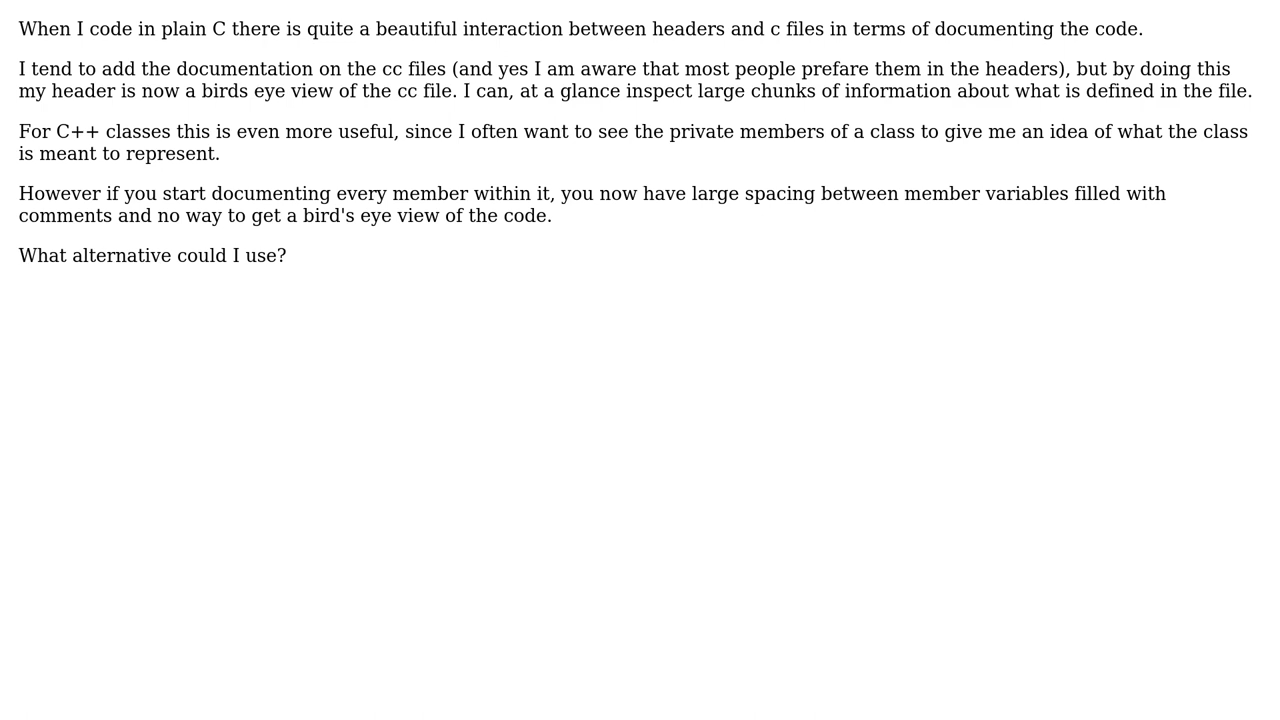 When I code in plain C there is quite a beautiful interaction between headers and c files in terms of documenting the code.
I tend to add the documentation on the cc files (and yes I am aware that most people prefare them in the headers), but by doing this
my header is now a birds eye view of the cc file. I can, at a glance inspect large chunks of information about what is defined in the file.
For C++ classes this is even more useful, since I often want to see the private members of a class to give me an idea of what the class
is meant to represent.
However if you start documenting every member within it, you now have large spacing between member variables filled with
comments and no way to get a bird's eye view of the code.
What alternative could I use?